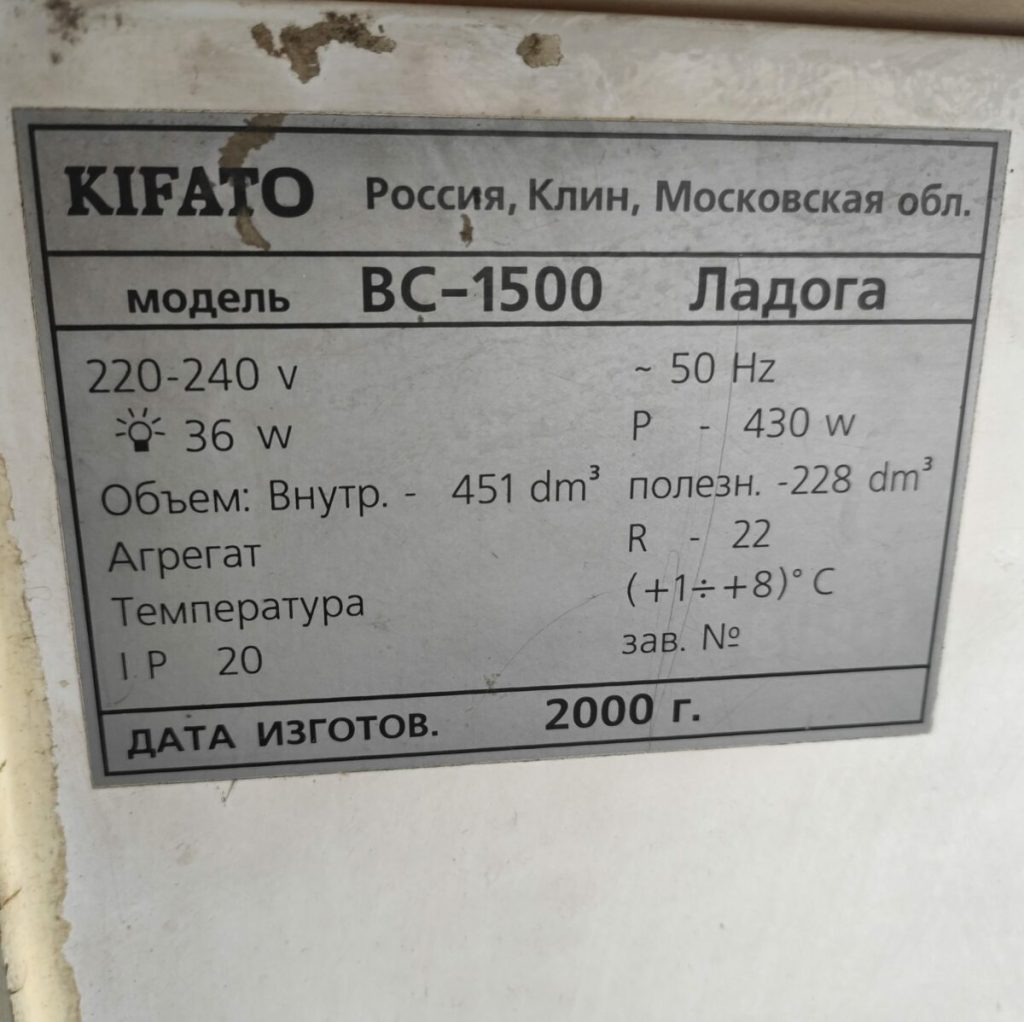 KIFATO Россия, Клин, Московская обл.
модель ВС-1500 Ладога
220-240 v ~ 50 Hz
36 w P - 430 w
Объем: Внутр. - 451 dm³ полезн. -228 dm³
Агрегат R - 22
Температура (+1÷+8)°C
I P 20 зав. №
ДАТА ИЗГОТОВ. 2000 г.